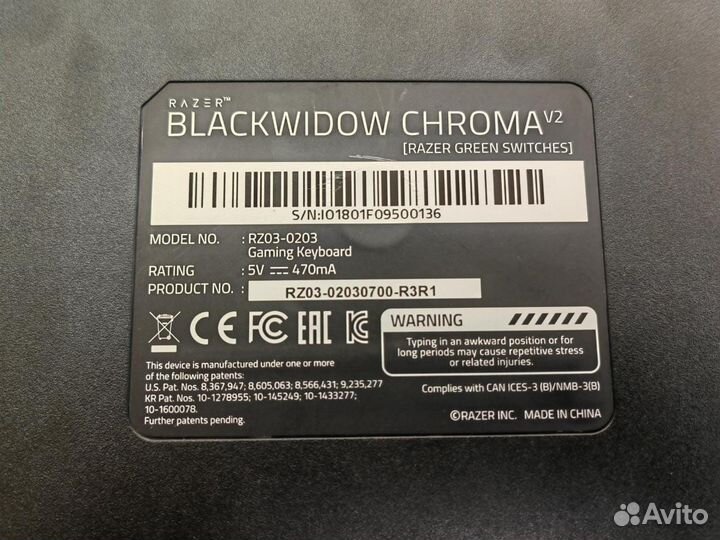 RAZER™
BLACKWIDOW CHROMA V2
[RAZER GREEN SWITCHES]
S/N:IO1801F09500136
MODEL NO. : RZ03-0203
Gaming Keyboard
RATING : 5V ⎓ 470mA
PRODUCT NO. : RZ03-02030700-R3R1
CE FC EAC
WARNING
Typing in an awkward position or for
long periods may cause repetitive stress
or related injuries.
This device is manufactured under one or more
of the following patents:
U.S. Pat. Nos. 8,367,947; 8,605,063; 8,566,431; 9,235,277
KR Pat. Nos. 10-1278955; 10-145249; 10-1433277;
10-1600078.
Further patents pending.
Complies with CAN ICES-3 (B)/NMB-3(B)
©RAZER INC. MADE IN CHINA
Avito